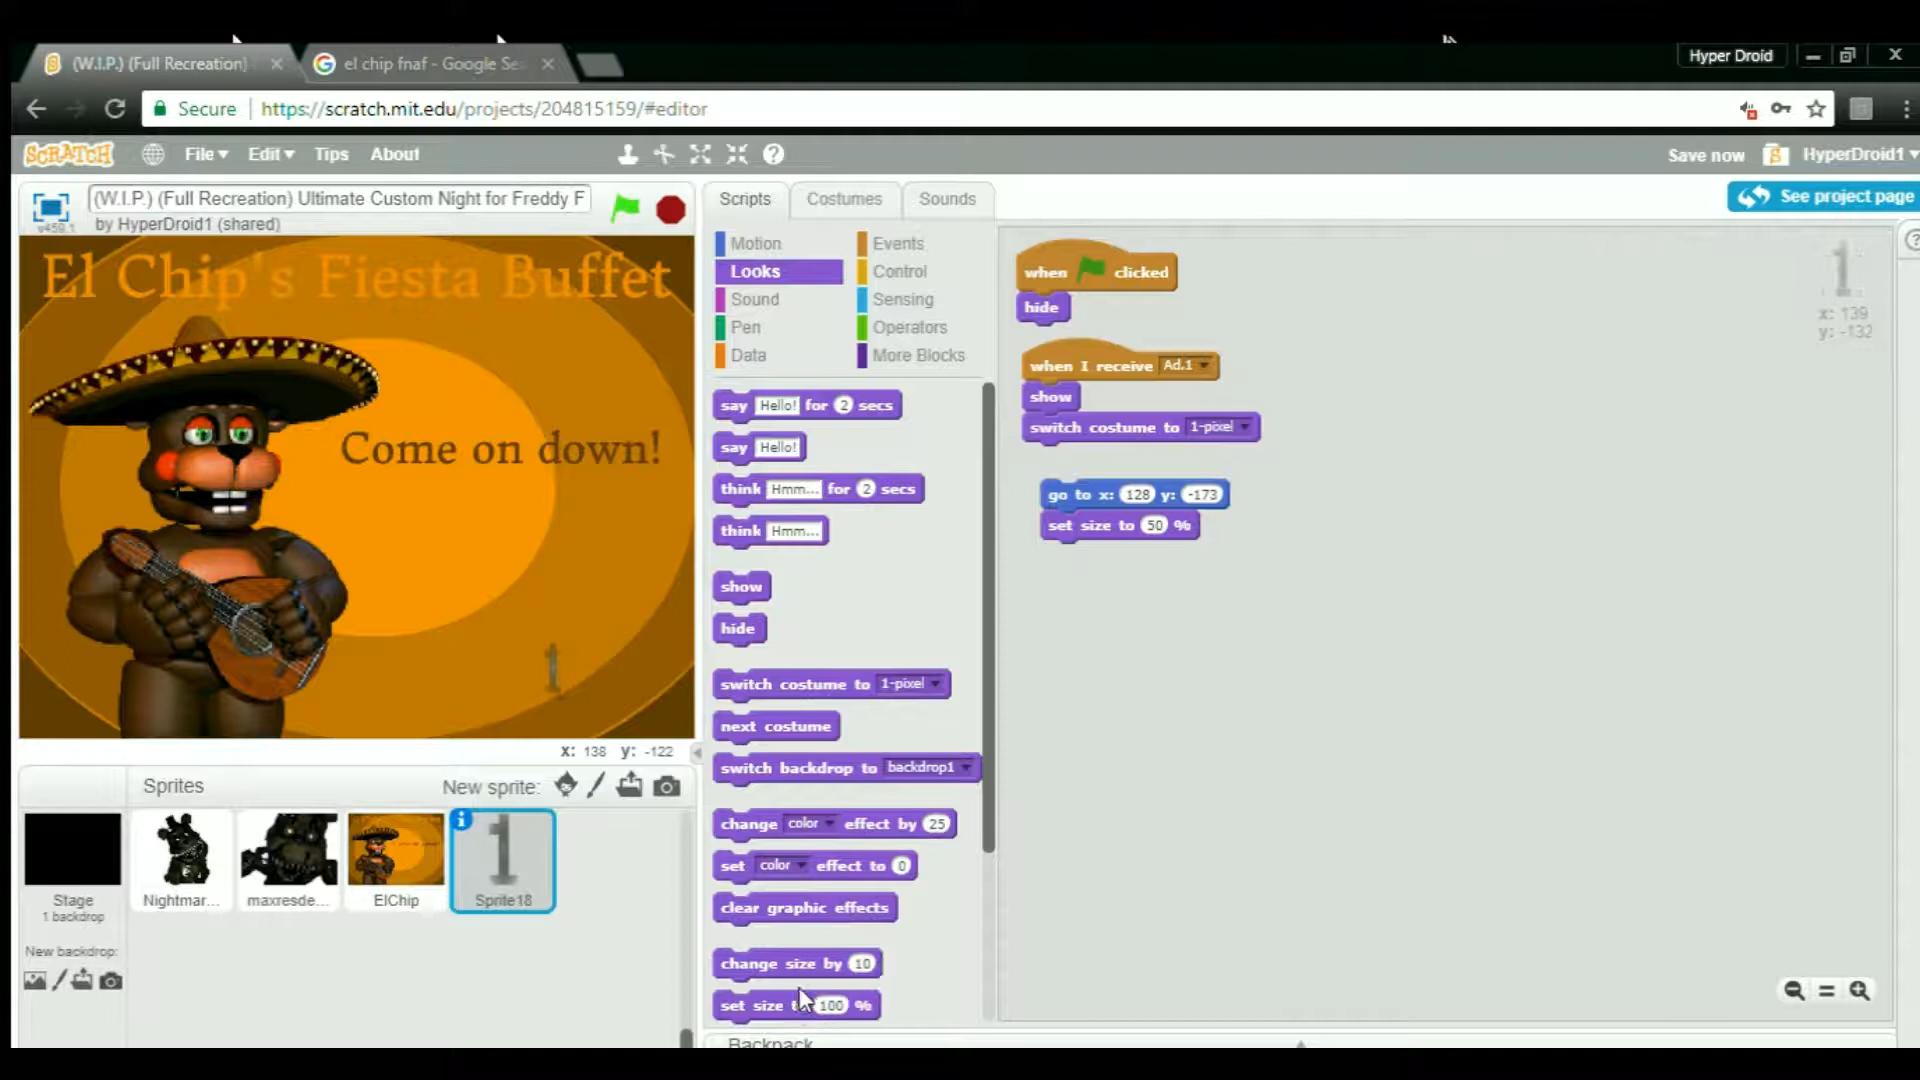 (W.I.P.) (Full Recreation)
el chip fnaf - Google Se
Hyper Droid
Secure
https://scratch.mit.edu/projects/204815159/#editor
SCRATCH
File
Edit
Tips
About
Save now
HyperDroid1
(W.I.P.) (Full Recreation) Ultimate Custom Night for Freddy F
by HyperDroid1 (shared)
v459.1
Scripts
Costumes
Sounds
See project page
El Chip's Fiesta Buffet
Come on down!
1
Motion
Events
Looks
Control
Sound
Sensing
Pen
Operators
Data
More Blocks
say Hello! for 2 secs
say Hello!
think Hmm... for 2 secs
think Hmm...
show
hide
switch costume to 1-pixel
next costume
switch backdrop to backdrop1
change color effect by 25
set color effect to 0
clear graphic effects
change size by 10
set size t 100 %
when clicked
hide
when I receive Ad.1
show
switch costume to 1-pixel
go to x: 128 y: -173
set size to 50 %
1
x: 139
y: -132
x: 138 y: -122
Sprites
New sprite:
Stage
1 backdrop
New backdrop:
Nightmar...
maxresde...
ElChip
1
Sprite18
Backpack